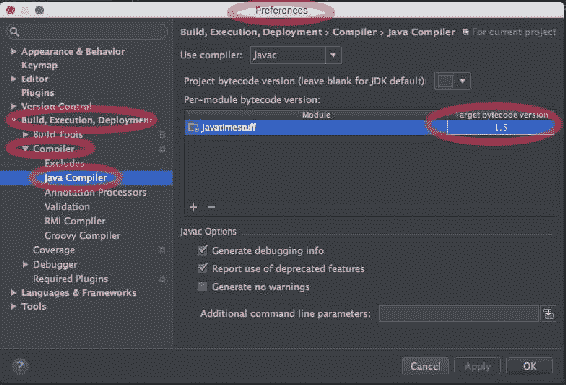 Preferences
Build, Execution, Deployment › Compiler › Java Compiler For current project
Appearance & Behavior
Keymap
Editor
Plugins
Version Control
Build, Execution, Deployment
Build Tools
Compiler
Excludes
Java Compiler
Annotation Processors
Validation
RMI Compiler
Groovy Compiler
Coverage
Debugger
Required Plugins
Languages & Frameworks
Tools
Use compiler: Javac
Project bytecode version (leave blank for JDK default):
Per-module bytecode version:
Module Target bytecode version
Javatimestuff 1.5
+ −
Javac Options
Generate debugging info
Report use of deprecated features
Generate no warnings
Additional command line parameters:
? Cancel Apply OK